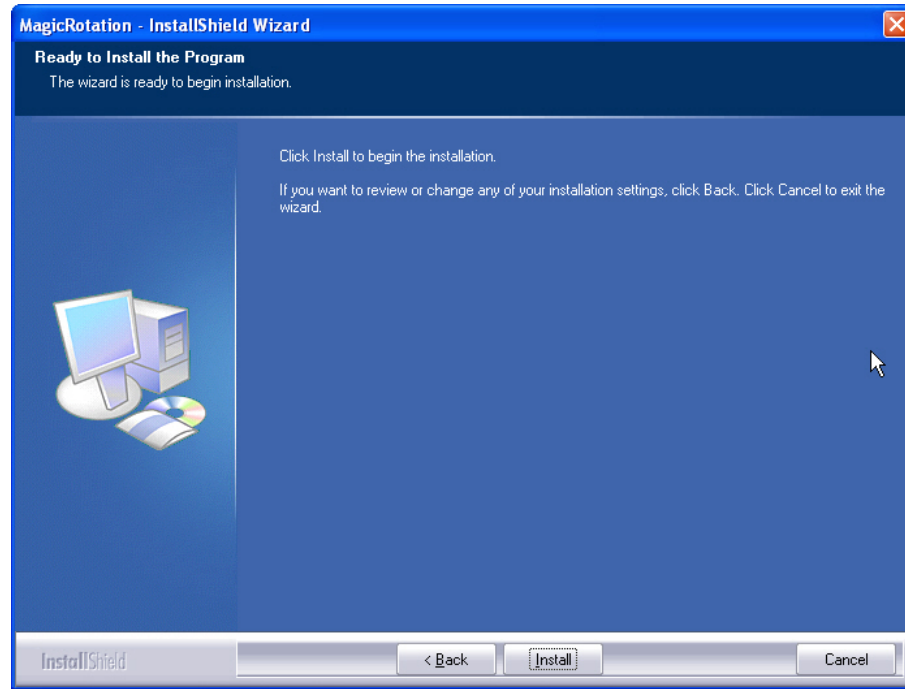 MagicRotation - InstallShield Wizard
Ready to Install the Program
The wizard is ready to begin installation.
Click Install to begin the installation.
If you want to review or change any of your installation settings, click Back. Click Cancel to exit the
wizard.
InstallShield
< Back
Install
Cancel